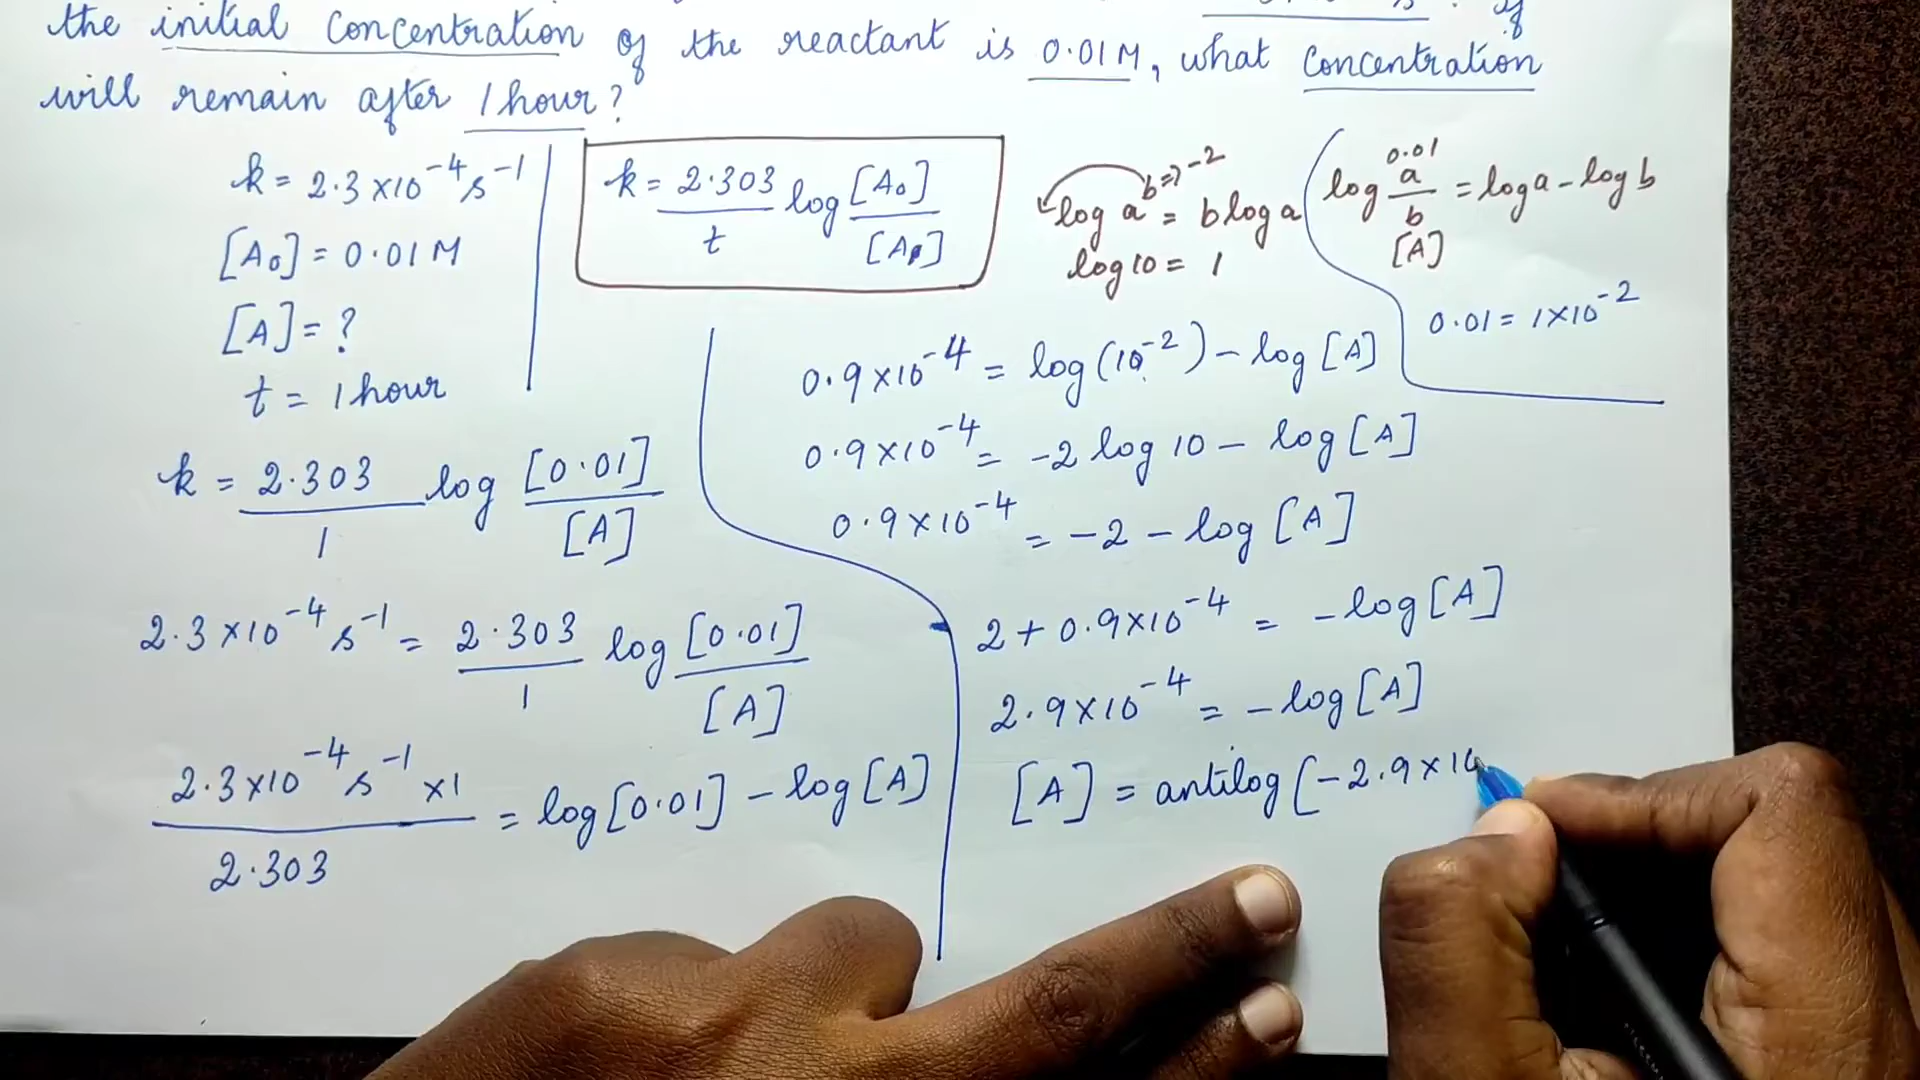 the initial concentration of the reactant is 0.01M, what concentration
will remain after 1 hour?
k = 2.3 ×10⁻⁴ s⁻¹
[A₀] = 0.01 M
[A] = ?
t = 1 hour
k = 2.303/t log [A₀]/[A]
b ⇒ -2
log aᵇ = b log a
log 10 = 1
0.01
log a/b = log a - log b
[A]
0.01 = 1×10⁻²
k = 2.303/1 log [0.01]/[A]
2.3×10⁻⁴ s⁻¹ = 2.303/1 log [0.01]/[A]
2.3×10⁻⁴ s⁻¹ ×1/2.303 = log [0.01] - log [A]
0.9×10⁻⁴ = log (10⁻²) - log [A]
0.9×10⁻⁴ = -2 log 10 - log [A]
0.9×10⁻⁴ = -2 - log [A]
2 + 0.9×10⁻⁴ = - log [A]
2.9×10⁻⁴ = - log [A]
[A] = antilog [-2.9×10